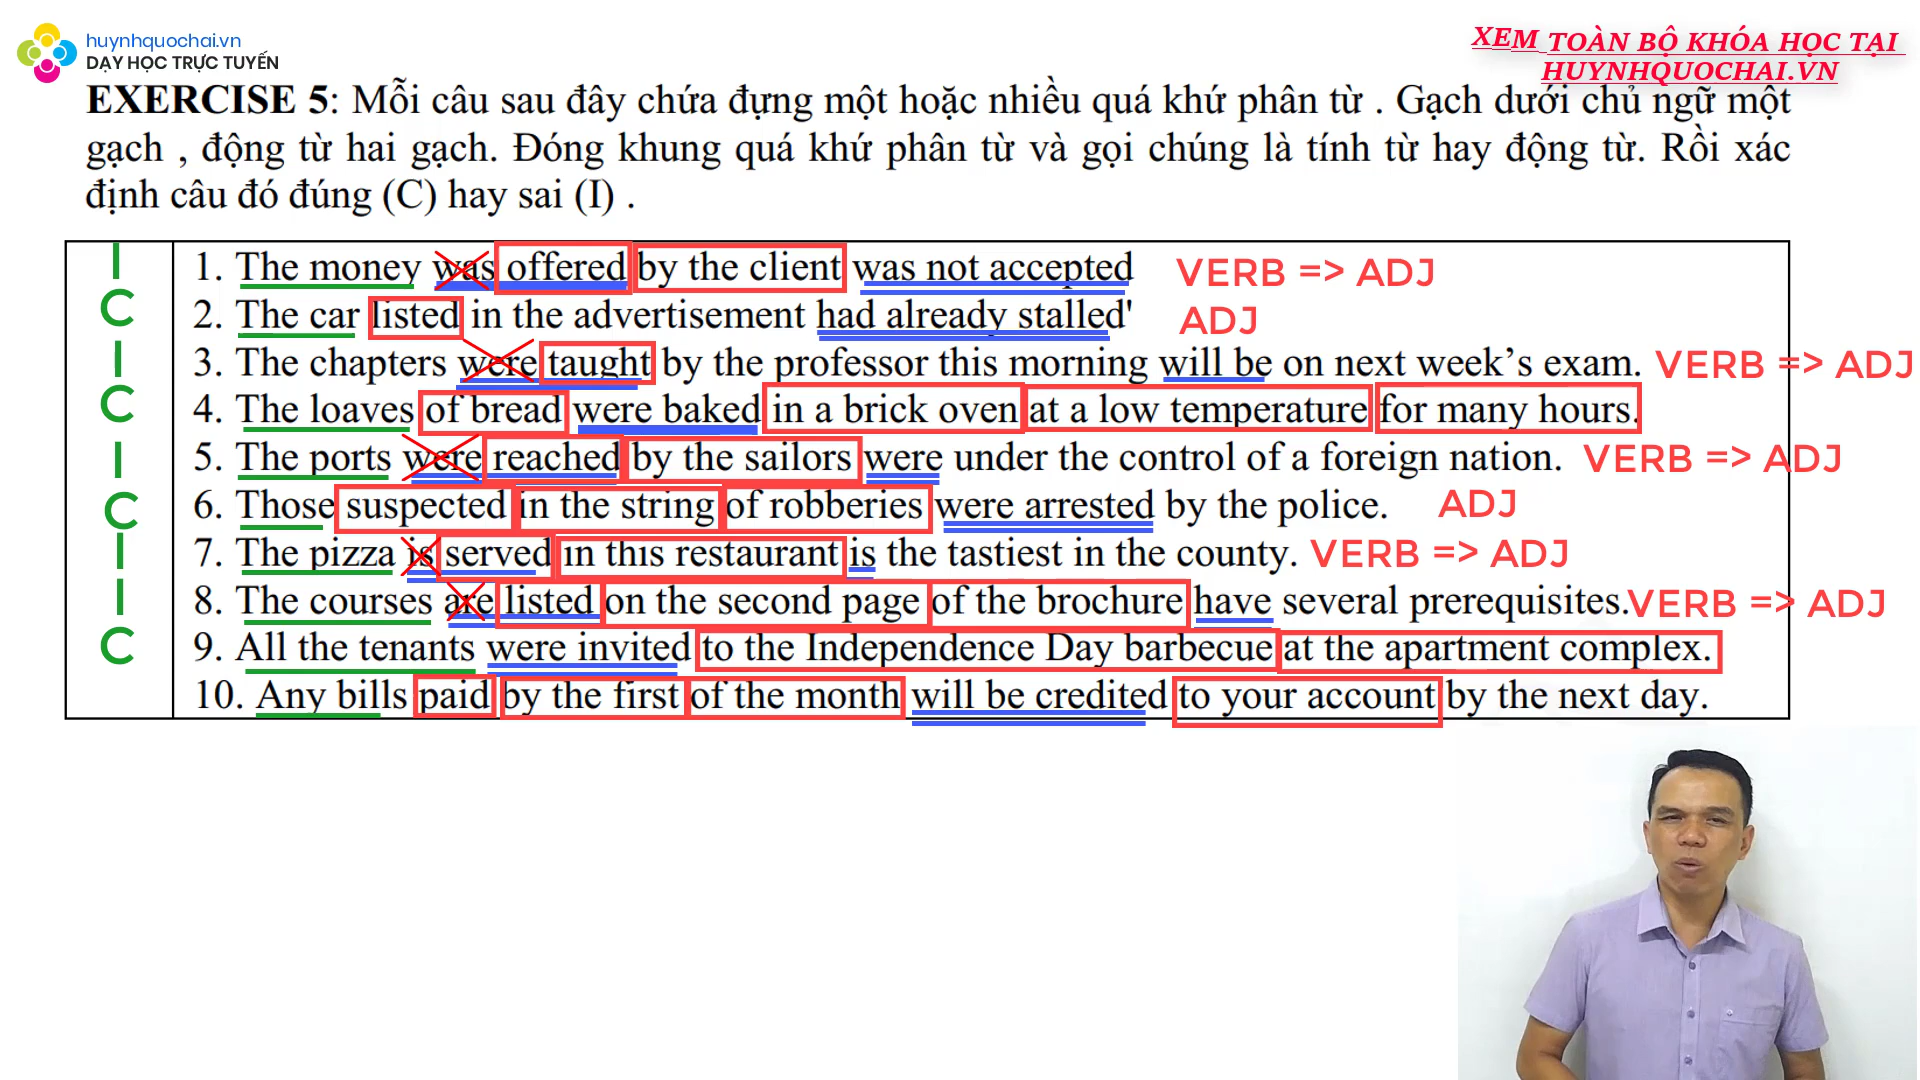 huynhquochai.vn
DẠY HỌC TRỰC TUYẾN
XEM TOÀN BỘ KHÓA HỌC TẠI
HUYNHQUOCHAI.VN
EXERCISE 5: Mỗi câu sau đây chứa đựng một hoặc nhiều quá khứ phân từ . Gạch dưới chủ ngữ một
gạch , động từ hai gạch. Đóng khung quá khứ phân từ và gọi chúng là tính từ hay động từ. Rồi xác
định câu đó đúng (C) hay sai (I) .
I 1. The money was offered by the client was not accepted VERB => ADJ
C 2. The car listed in the advertisement had already stalled' ADJ
I 3. The chapters were taught by the professor this morning will be on next week’s exam. VERB => ADJ
C 4. The loaves of bread were baked in a brick oven at a low temperature for many hours.
I 5. The ports were reached by the sailors were under the control of a foreign nation. VERB => ADJ
C 6. Those suspected in the string of robberies were arrested by the police. ADJ
I 7. The pizza is served in this restaurant is the tastiest in the county. VERB => ADJ
I 8. The courses are listed on the second page of the brochure have several prerequisites. VERB => ADJ
C 9. All the tenants were invited to the Independence Day barbecue at the apartment complex.
10. Any bills paid by the first of the month will be credited to your account by the next day.